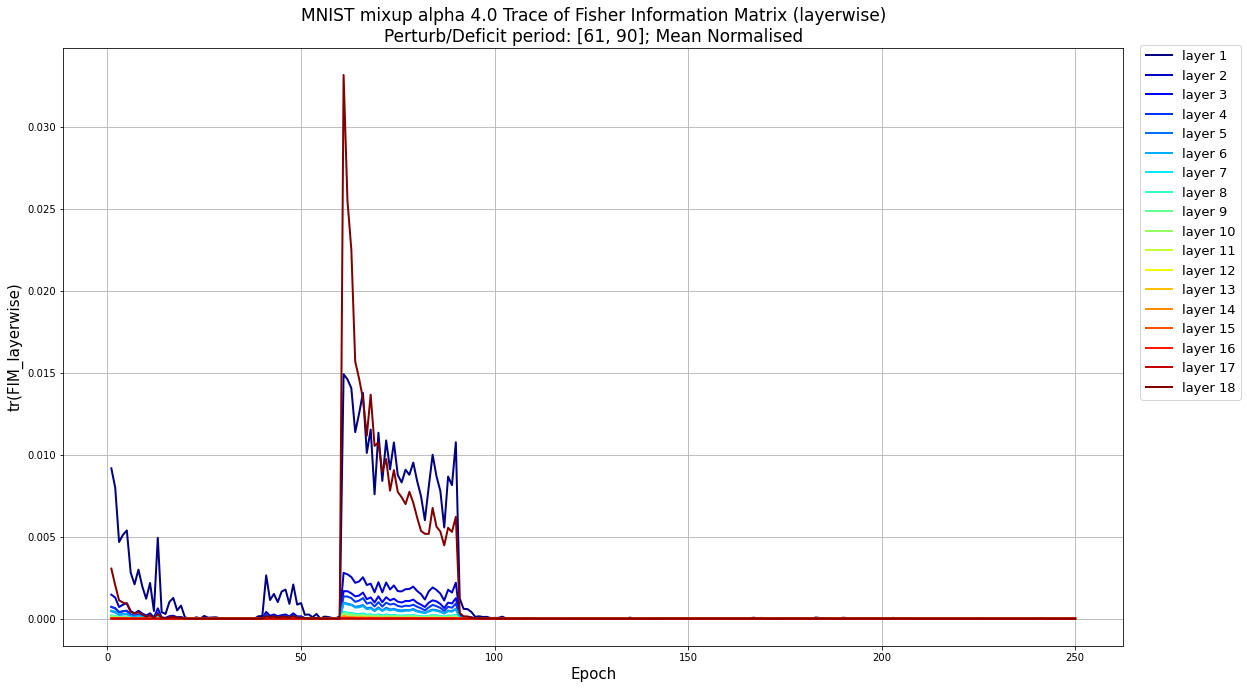 MNIST mixup alpha 4.0 Trace of Fisher Information Matrix (layerwise)
Perturb/Deficit period: [61, 90]; Mean Normalised
tr(FIM_layerwise)
0.030
0.025
0.020
0.015
0.010
0.005
0.000
0
50
100
150
200
250
Epoch
layer 1
layer 2
layer 3
layer 4
layer 5
layer 6
layer 7
layer 8
layer 9
layer 10
layer 11
layer 12
layer 13
layer 14
layer 15
layer 16
layer 17
layer 18